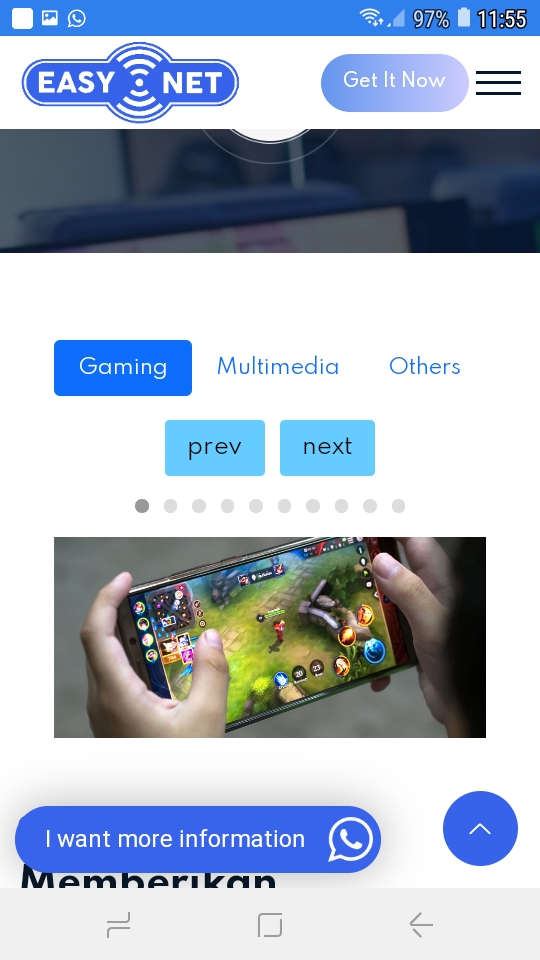 97% 11:55
EASY NET
Get It Now
Gaming Multimedia Others
prev next
I want more information
Memberikan